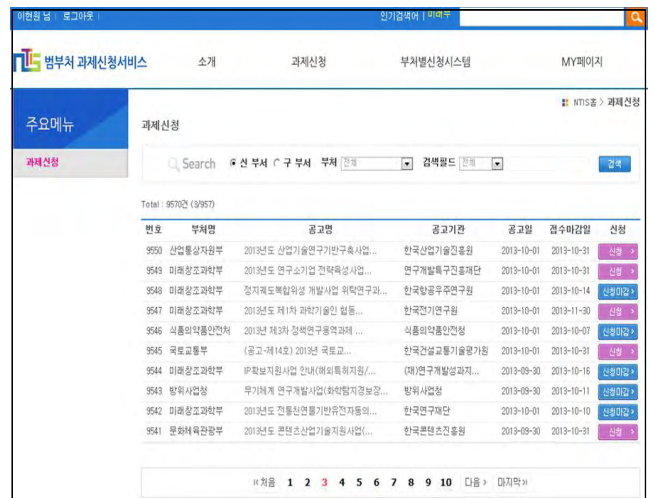 이현원 님 | 로그아웃 | 인기검색어 | 미래부
NTIS 범부처 과제신청서비스 소개 과제신청 부처별신청시스템 MY페이지
NTIS홈 > 과제신청
주요메뉴
과제신청
과제신청
Search 신 부서 구 부서 부처 전체 검색필드 전체 검색
Total : 9570건 (3/957)
번호 부처명 공고명 공고기관 공고일 접수마감일 신청
9550 산업통상자원부 2013년도 산업기술연구기반구축사업... 한국산업기술진흥원 2013-10-01 2013-10-31 신청 >
9549 미래창조과학부 2013년도 연구소기업 전략육성사업... 연구개발특구진흥재단 2013-10-01 2013-10-31 신청 >
9548 미래창조과학부 정지궤도복합위성 개발사업 위탁연구과... 한국항공우주연구원 2013-10-01 2013-10-14 신청마감 >
9547 미래창조과학부 2013년도 제1차 과학기술인 협동... 한국전기연구원 2013-10-01 2013-11-30 신청 >
9546 식품의약품안전처 2013년 제3차 정책연구용역과제 ... 식품의약품안전청 2013-10-01 2013-10-07 신청마감 >
9545 국토교통부 (공고-제14호) 2013년 국토교... 한국건설교통기술평가원 2013-10-01 2013-10-31 신청 >
9544 미래창조과학부 IP확보지원사업 안내(해외특허지원/... (재)연구개발성과지... 2013-09-30 2013-10-16 신청마감 >
9543 방위사업청 무기체계 연구개발사업(화학탐지경보장... 방위사업청 2013-09-30 2013-10-11 신청마감 >
9542 미래창조과학부 2013년도 전통천연물기반유전자동의... 한국연구재단 2013-10-01 2013-10-10 신청마감 >
9541 문화체육관광부 2013년도 콘텐츠산업기술지원사업(... 한국콘텐츠진흥원 2013-09-30 2013-10-31 신청 >
«처음 1 2 3 4 5 6 7 8 9 10 다음 > 마지막»